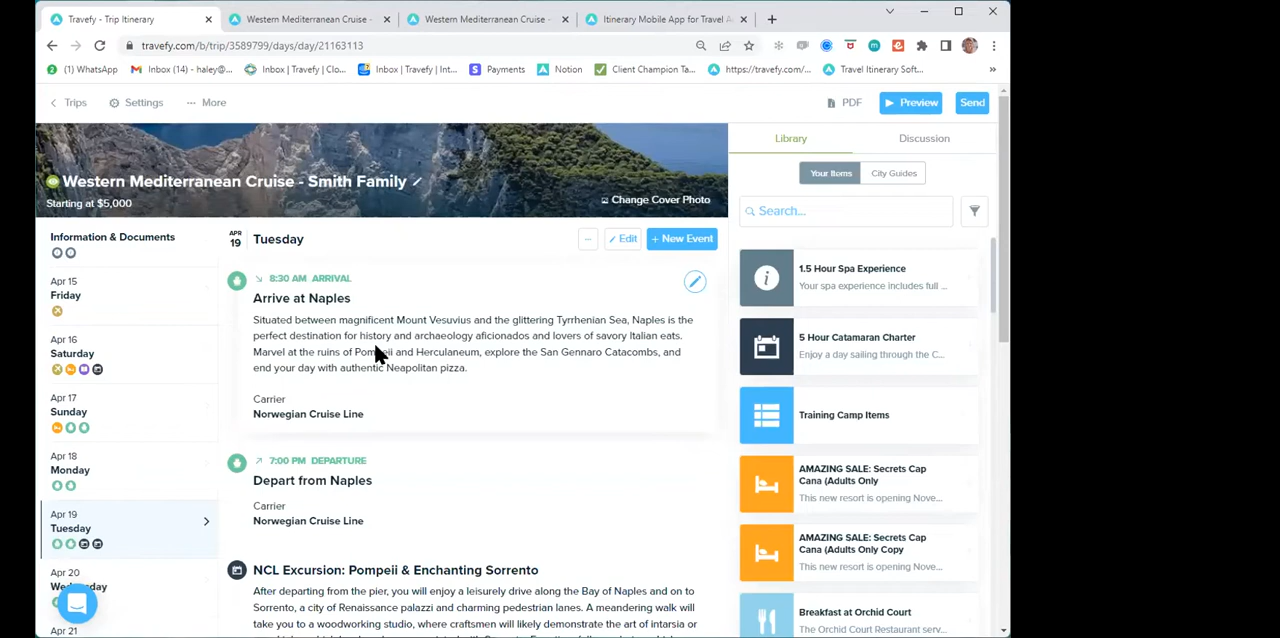 Travefy - Trip Itinerary
Western Mediterranean Cruise -
Western Mediterranean Cruise -
Itinerary Mobile App for Travel A
travefy.com/b/trip/3589799/days/day/21163113
(1) WhatsApp
Inbox (14) - haley@...
Inbox | Travefy | Clo...
Inbox | Travefy | Int...
Payments
Notion
Client Champion Ta...
https://travefy.com/...
Travel Itinerary Soft...
Trips
Settings
More
PDF
Preview
Send
Western Mediterranean Cruise - Smith Family
Starting at $5,000
Change Cover Photo
Library
Discussion
Your Items
City Guides
Search...
Information & Documents
Apr 15
Friday
Apr 16
Saturday
Apr 17
Sunday
Apr 18
Monday
Apr 19
Tuesday
Apr 20
Apr 21
APR
19
Tuesday
Edit
+ New Event
8:30 AM ARRIVAL
Arrive at Naples
Situated between magnificent Mount Vesuvius and the glittering Tyrrhenian Sea, Naples is the
perfect destination for history and archaeology aficionados and lovers of savory Italian eats.
Marvel at the ruins of Pompeii and Herculaneum, explore the San Gennaro Catacombs, and
end your day with authentic Neapolitan pizza.
Carrier
Norwegian Cruise Line
7:00 PM DEPARTURE
Depart from Naples
Carrier
Norwegian Cruise Line
NCL Excursion: Pompeii & Enchanting Sorrento
After departing from the pier, you will enjoy a leisurely drive along the Bay of Naples and on to
Sorrento, a city of Renaissance palazzi and charming pedestrian lanes. A meandering walk will
take you to a woodworking studio, where craftsmen will likely demonstrate the art of intarsia or
1.5 Hour Spa Experience
Your spa experience includes full ...
5 Hour Catamaran Charter
Enjoy a day sailing through the C...
Training Camp Items
AMAZING SALE: Secrets Cap
Cana (Adults Only
This new resort is opening Nove...
AMAZING SALE: Secrets Cap
Cana (Adults Only Copy
This new resort is opening Nove...
Breakfast at Orchid Court
The Orchid Court Restaurant serv...